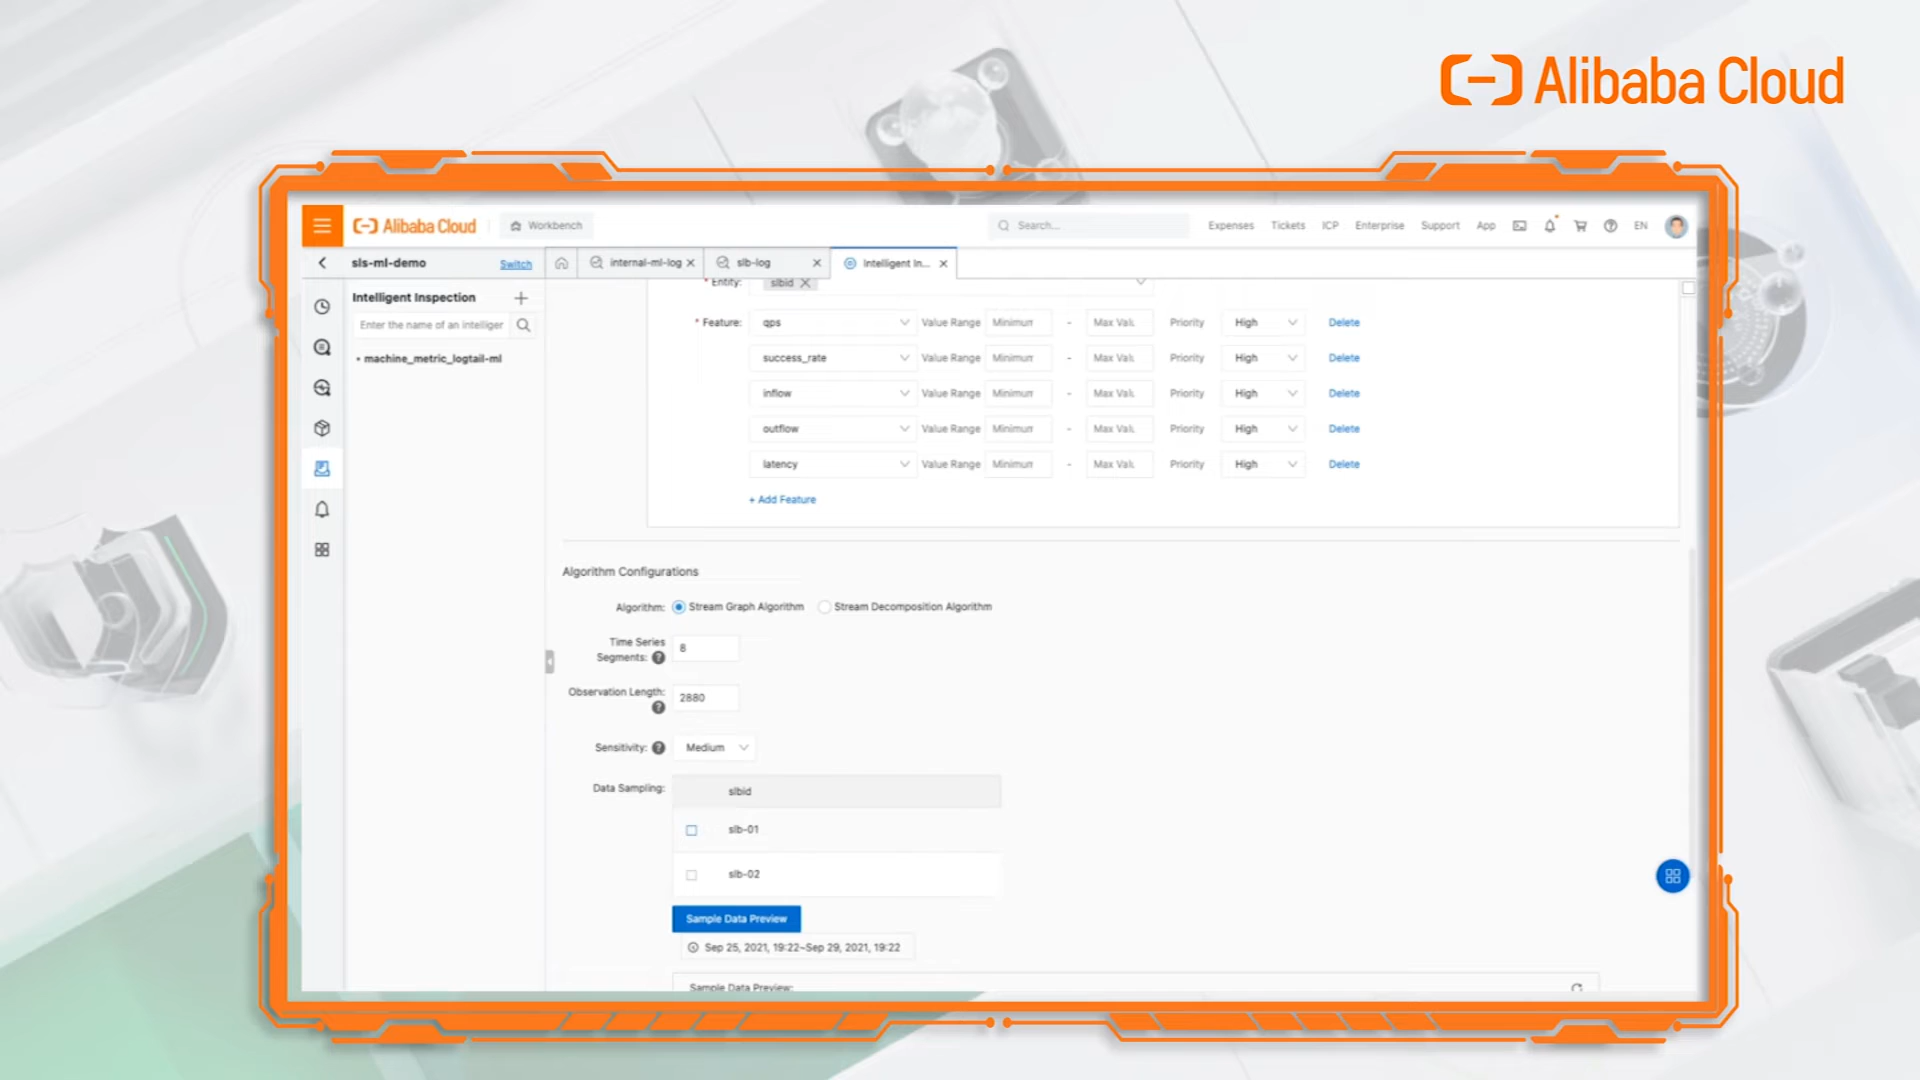 Alibaba Cloud
Alibaba Cloud
Workbench
Search...
Expenses
Tickets
ICP
Enterprise
Support
App
EN
sls-ml-demo
Switch
internal-ml-log
slb-log
Intelligent In...
Intelligent Inspection
Enter the name of an intelliger
machine_metric_logtail-ml
* Entity: slbid
* Feature: qps Value Range Minimum - Max Valu Priority High Delete
success_rate Value Range Minimum - Max Valu Priority High Delete
inflow Value Range Minimum - Max Valu Priority High Delete
outflow Value Range Minimum - Max Valu Priority High Delete
latency Value Range Minimum - Max Valu Priority High Delete
+ Add Feature
Algorithm Configurations
Algorithm: Stream Graph Algorithm Stream Decomposition Algorithm
Time Series
Segments: 8
Observation Length: 2880
Sensitivity: Medium
Data Sampling: slbid
slb-01
slb-02
Sample Data Preview
Sep 25, 2021, 19:22~Sep 29, 2021, 19:22
Sample Data Preview: